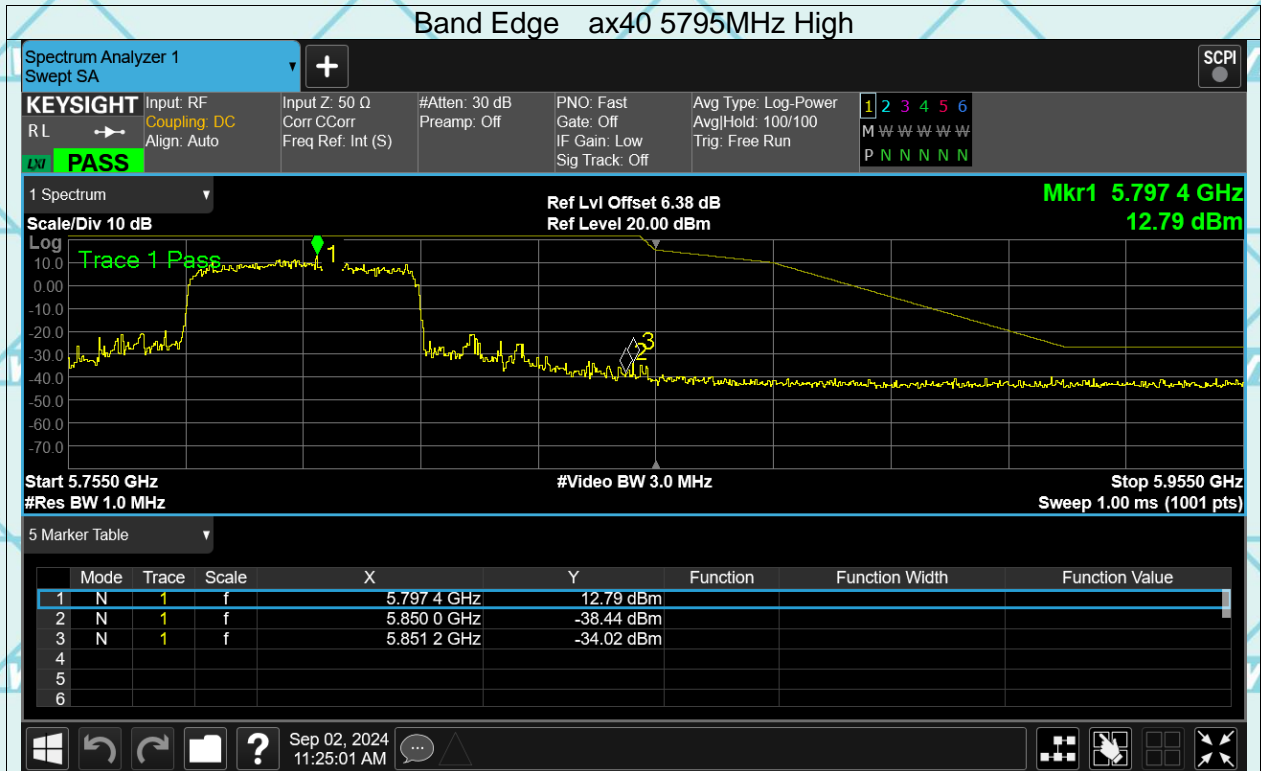 Band Edge ax40 5795MHz High
Spectrum Analyzer 1
Swept SA
+
SCPI
KEYSIGHT
R L
LXI PASS
Input: RF
Coupling: DC
Align: Auto
Input Z: 50 Ω
Corr CCorr
Freq Ref: Int (S)
#Atten: 30 dB
Preamp: Off
PNO: Fast
Gate: Off
IF Gain: Low
Sig Track: Off
Avg Type: Log-Power
Avg|Hold: 100/100
Trig: Free Run
1 2 3 4 5 6
M W W W W W
P N N N N N
1 Spectrum
Scale/Div 10 dB
Ref Lvl Offset 6.38 dB
Ref Level 20.00 dBm
Mkr1 5.797 4 GHz
12.79 dBm
Log
Trace 1 Pass
10.0
0.00
-10.0
-20.0
-30.0
-40.0
-50.0
-60.0
-70.0
1
3
2
Start 5.7550 GHz
#Video BW 3.0 MHz
Stop 5.9550 GHz
#Res BW 1.0 MHz
Sweep 1.00 ms (1001 pts)
5 Marker Table
Mode Trace Scale X Y Function Function Width Function Value
1 N 1 f 5.797 4 GHz 12.79 dBm
2 N 1 f 5.850 0 GHz -38.44 dBm
3 N 1 f 5.851 2 GHz -34.02 dBm
4
5
6
?
Sep 02, 2024
11:25:01 AM